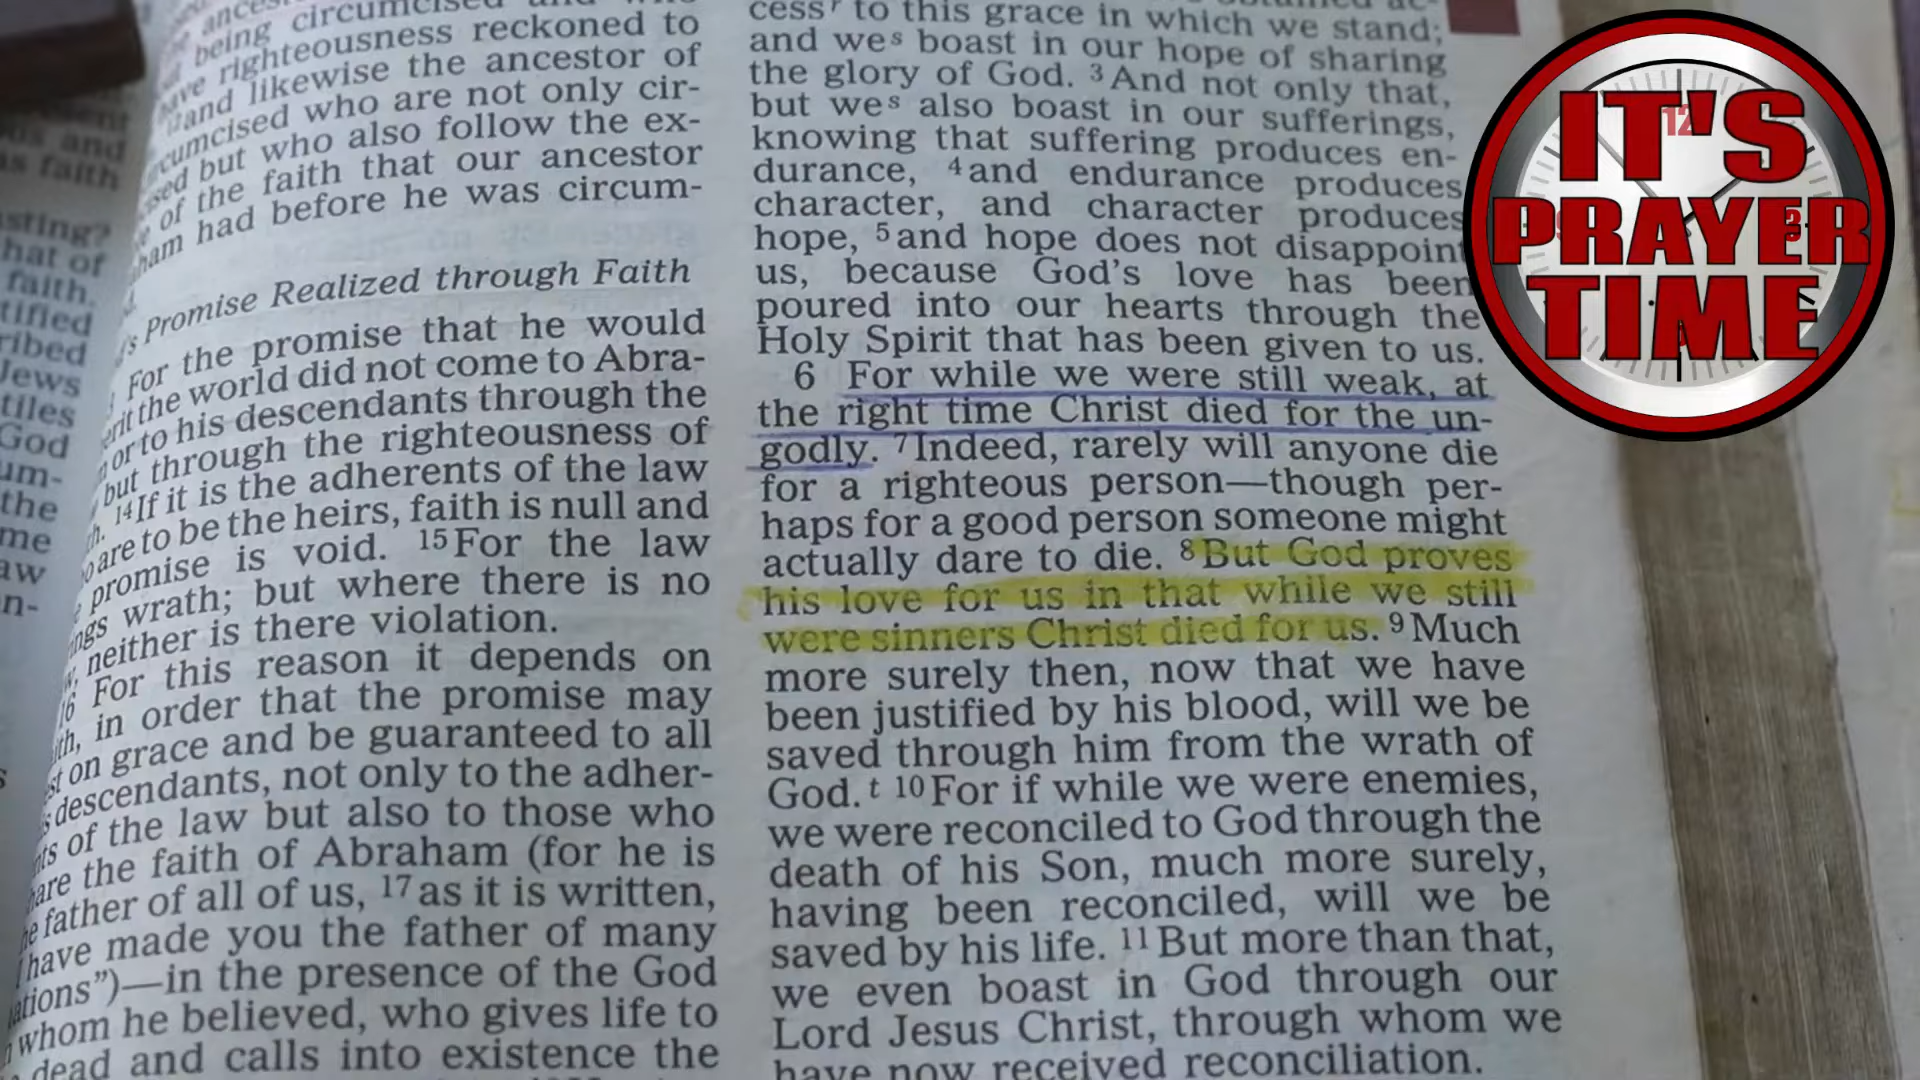 being circumcised
righteousness reckoned to
and likewise the ancestor of
who are not only cir-
but who also follow the ex-
of the faith that our ancestor
had before he was circum-
Promise Realized through Faith
For the promise that he would
the world did not come to Abra-
or to his descendants through the
but through the righteousness of
14 If it is the adherents of the law
are to be the heirs, faith is null and
promise is void. 15 For the law
wrath; but where there is no
neither is there violation.
16 For this reason it depends on
in order that the promise may
on grace and be guaranteed to all
descendants, not only to the adher-
of the law but also to those who
the faith of Abraham (for he is
father of all of us, 17 as it is written,
have made you the father of many
—in the presence of the God
whom he believed, who gives life to
dead and calls into existence the
to this grace in which we stand;
and we s boast in our hope of sharing
the glory of God. 3 And not only that,
but we s also boast in our sufferings,
knowing that suffering produces en-
durance, 4 and endurance produces
character, and character produces
hope, 5 and hope does not disappoint
us, because God's love has been
poured into our hearts through the
Holy Spirit that has been given to us.
6 For while we were still weak, at
the right time Christ died for the un-
godly. 7 Indeed, rarely will anyone die
for a righteous person—though per-
haps for a good person someone might
actually dare to die. 8 But God proves
his love for us in that while we still
were sinners Christ died for us. 9 Much
more surely then, now that we have
been justified by his blood, will we be
saved through him from the wrath of
God. t 10 For if while we were enemies,
we were reconciled to God through the
death of his Son, much more surely,
having been reconciled, will we be
saved by his life. 11 But more than that,
we even boast in God through our
Lord Jesus Christ, through whom we
have now received reconciliation.
IT'S
PRAYER
TIME